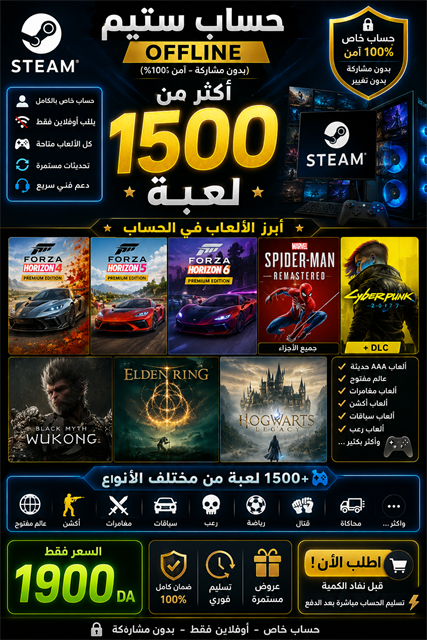 STEAM®
حساب ستيم
OFFLINE
(بدون مشاركة - آمن 100%)
حساب خاص
100% آمن
بدون مشاركة
بدون تغيير
أكثر من
1500
لعبة
حساب خاص بالكامل
يلعب أوفلاين فقط
كل الألعاب متاحة
تحديثات مستمرة
دعم فني سريع
STEAM®
أبرز الألعاب في الحساب
FORZA
HORIZON 4
PREMIUM EDITION
FORZA
HORIZON 5
PREMIUM EDITION
FORZA
HORIZON 6
PREMIUM EDITION
MARVEL
SPIDER-MAN
REMASTERED
جميع الأجزاء
Cyberpunk
2077
+ DLC
BLACK MYTH
WUKONG
ELDEN RING
HOGWARTS
LEGACY
ألعاب AAA حديثة
عالم مفتوح
ألعاب مغامرات
ألعاب أكشن
ألعاب سباقات
ألعاب رعب
وأكثر بكثير ...
+1500 لعبة من مختلف الأنواع
عالم مفتوح
أكشن
مغامرات
سباقات
رعب
رياضة
قتال
محاكاة
واكثر ...
السعر فقط
1900 DA
ضمان كامل
100%
تسليم
فوري
عروض
مستمرة
اطلب الآن!
قبل نفاد الكمية
تسليم الحساب مباشرة بعد الدفع
حساب خاص - أوفلاين فقط - بدون مشاركة